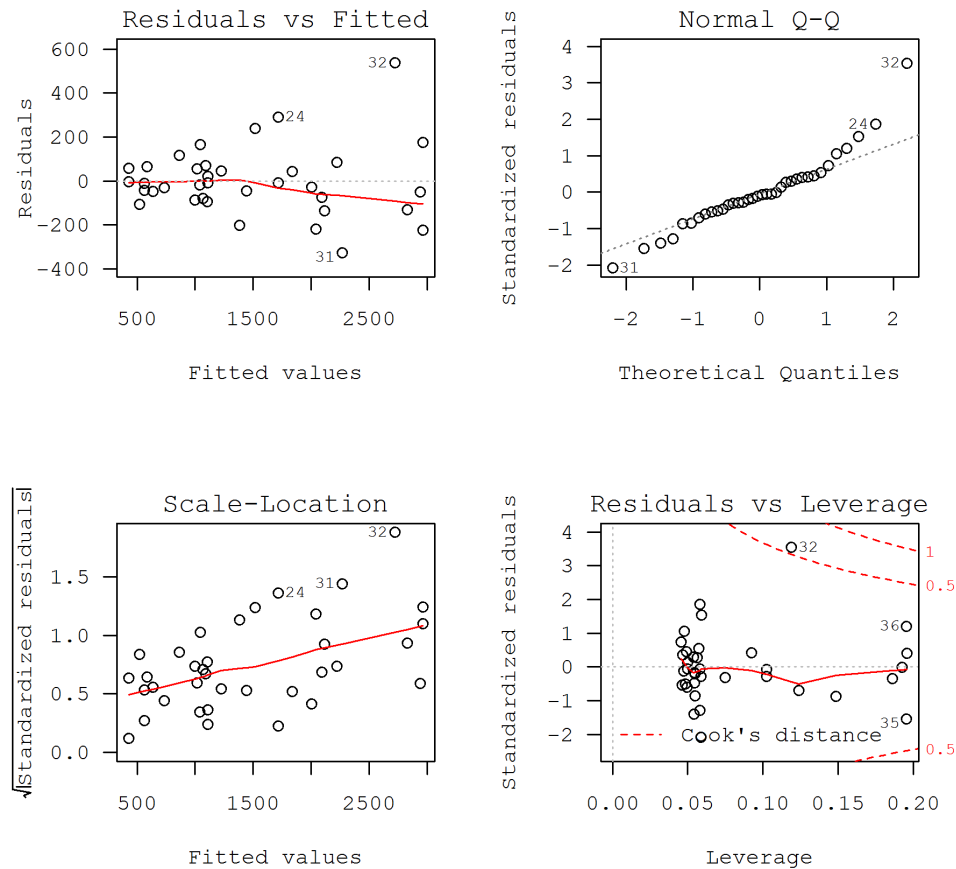 Residuals vs Fitted
Residuals
600
400
200
0
−200
−400
32
24
31
500 1500 2500
Fitted values
Normal Q−Q
Standardized residuals
4
3
2
1
0
−1
−2
32
24
31
−2 −1 0 1 2
Theoretical Quantiles
Scale−Location
√|Standardized residuals|
1.5
1.0
0.5
0.0
32
31
24
500 1500 2500
Fitted values
Residuals vs Leverage
Standardized residuals
4
3
2
1
0
−1
−2
32
36
35
1
0.5
0.5
Cook's distance
0.00 0.05 0.10 0.15 0.20
Leverage